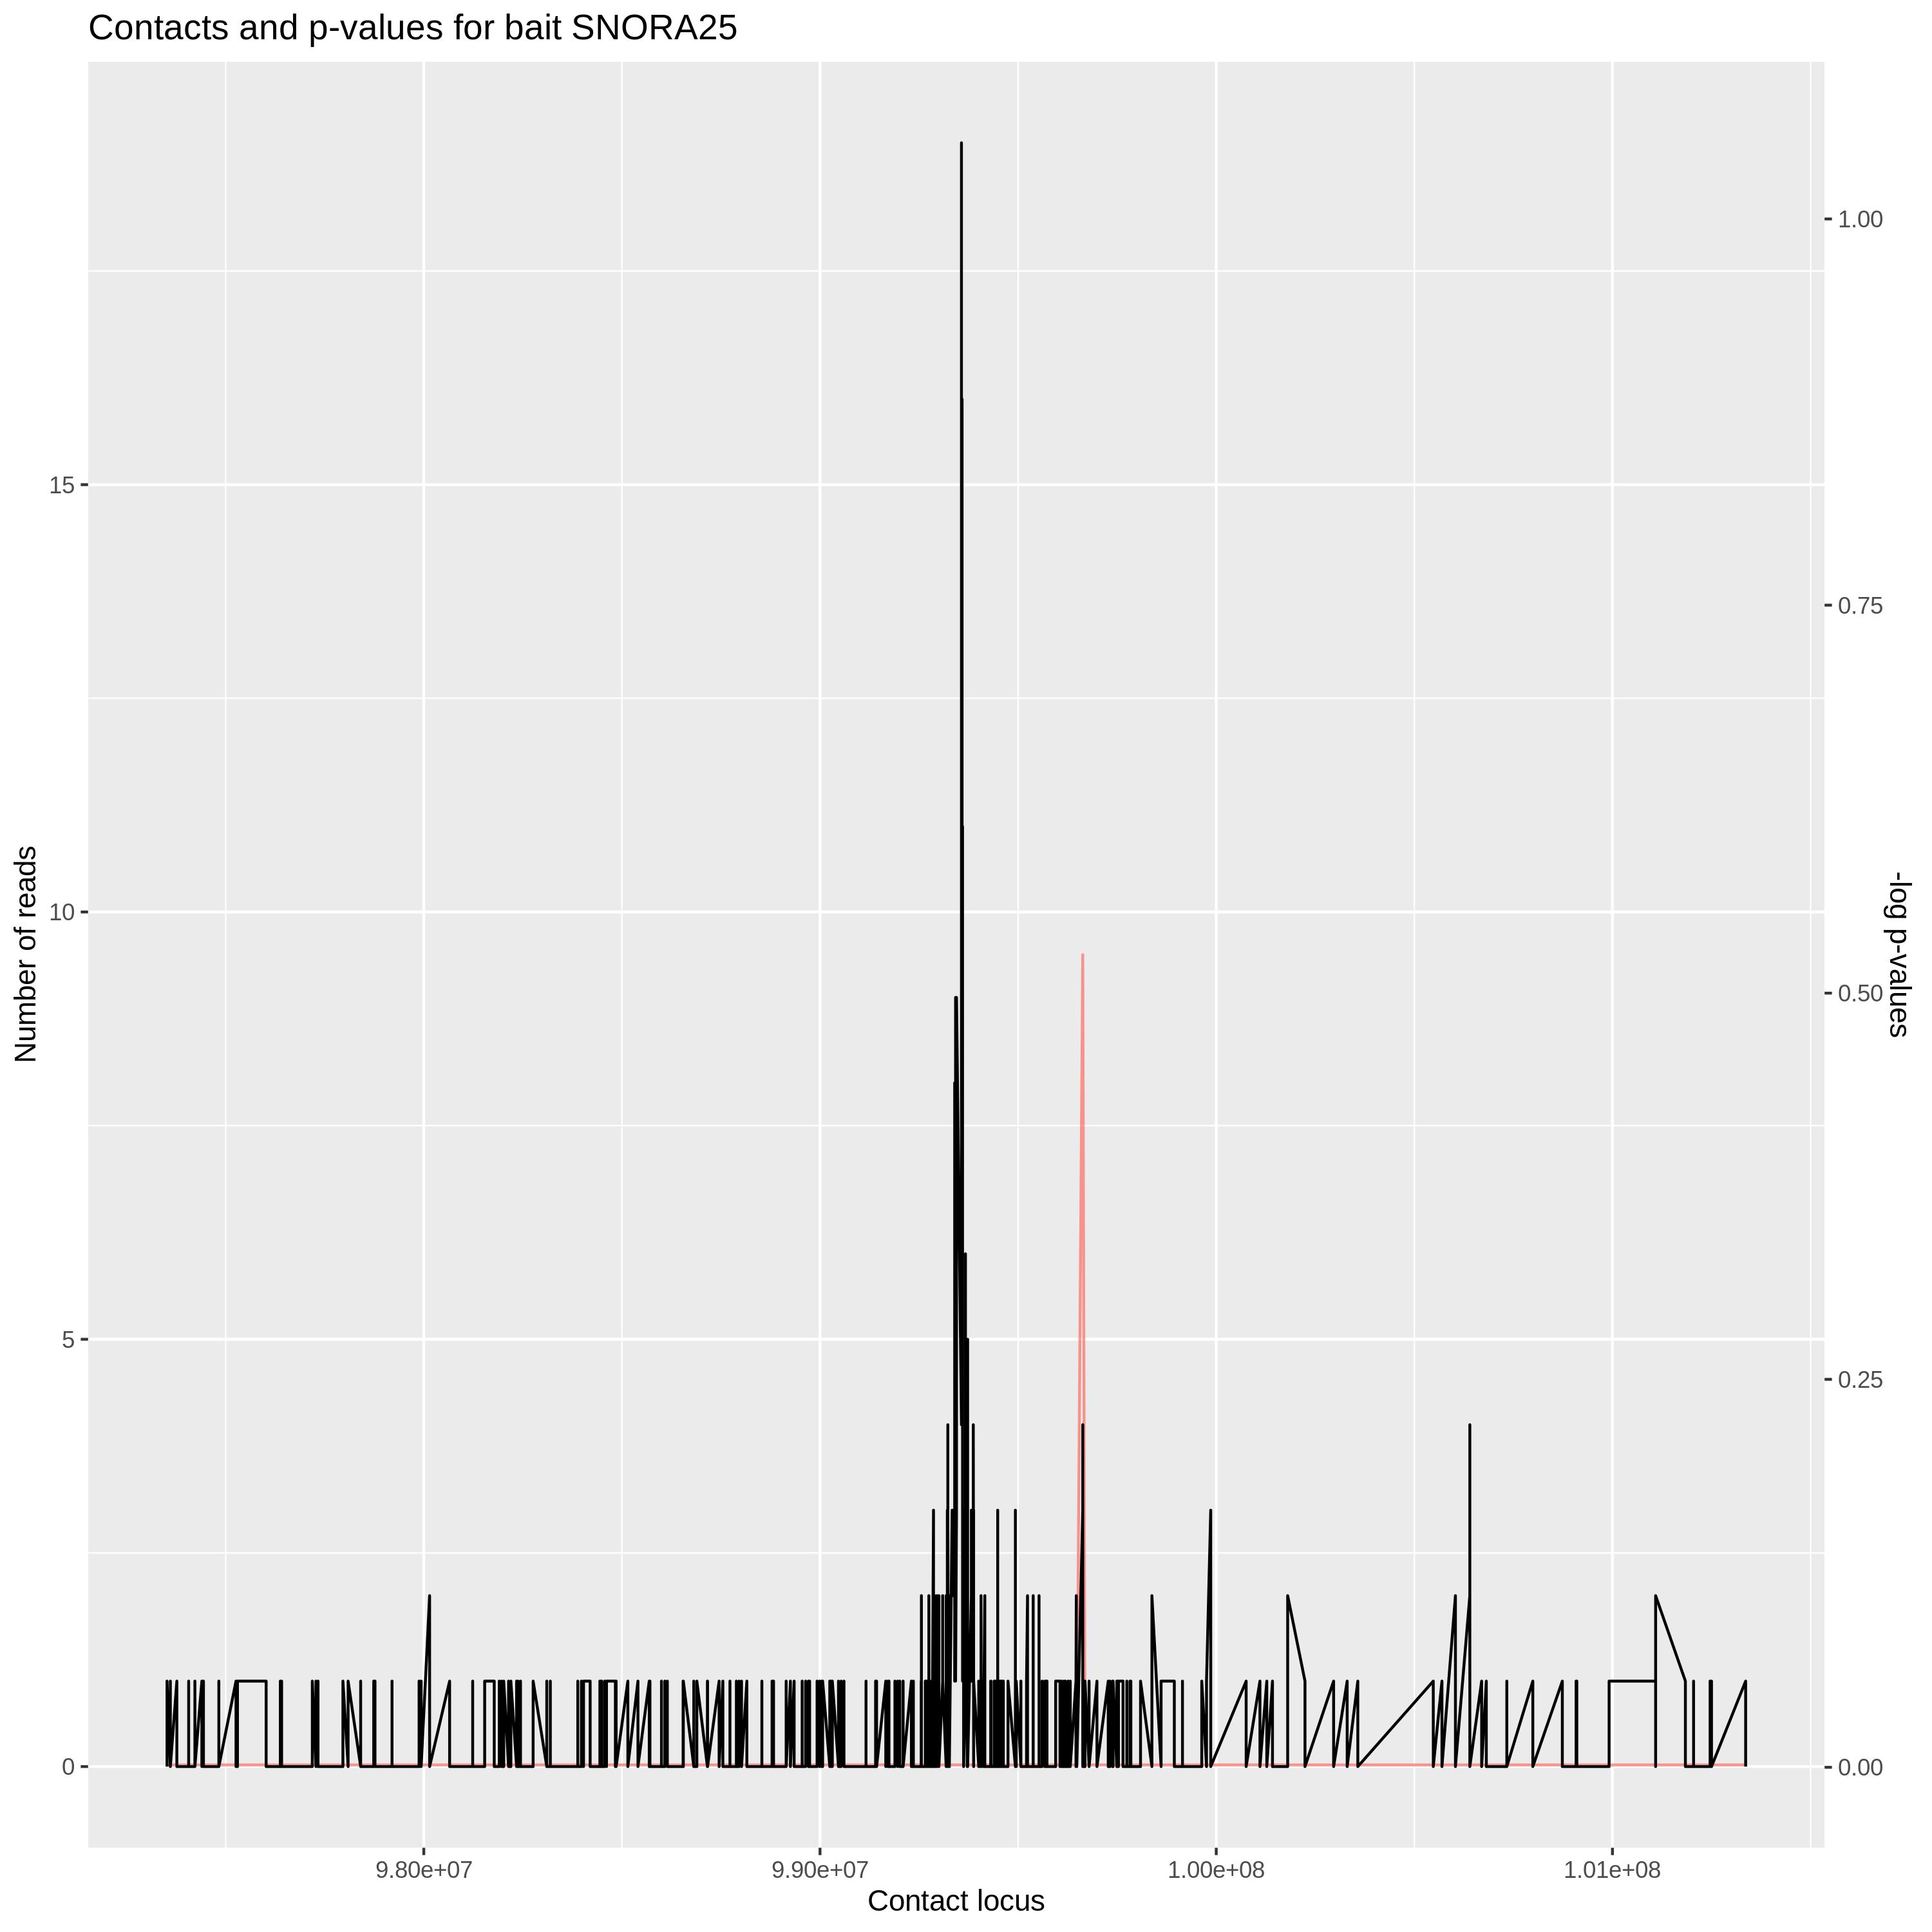 Contacts and p-values for bait SNORA25
15
10
5
0
Number of reads
1.00
0.75
0.50
0.25
0.00
-log p-values
9.80e+07
9.90e+07
1.00e+08
1.01e+08
Contact locus